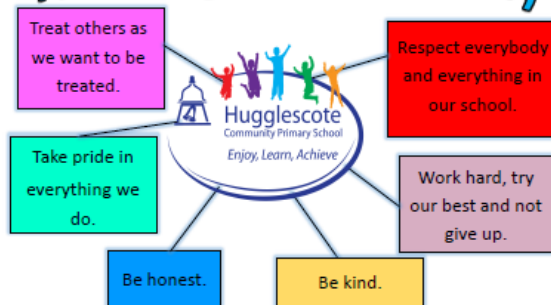 Treat others as
we want to be
treated.
Respect everybody
and everything in
our school.
Hugglescote
Community Primary School
Enjoy, Learn, Achieve
Take pride in
everything we
do.
Work hard, try
our best and not
give up.
Be honest.
Be kind.